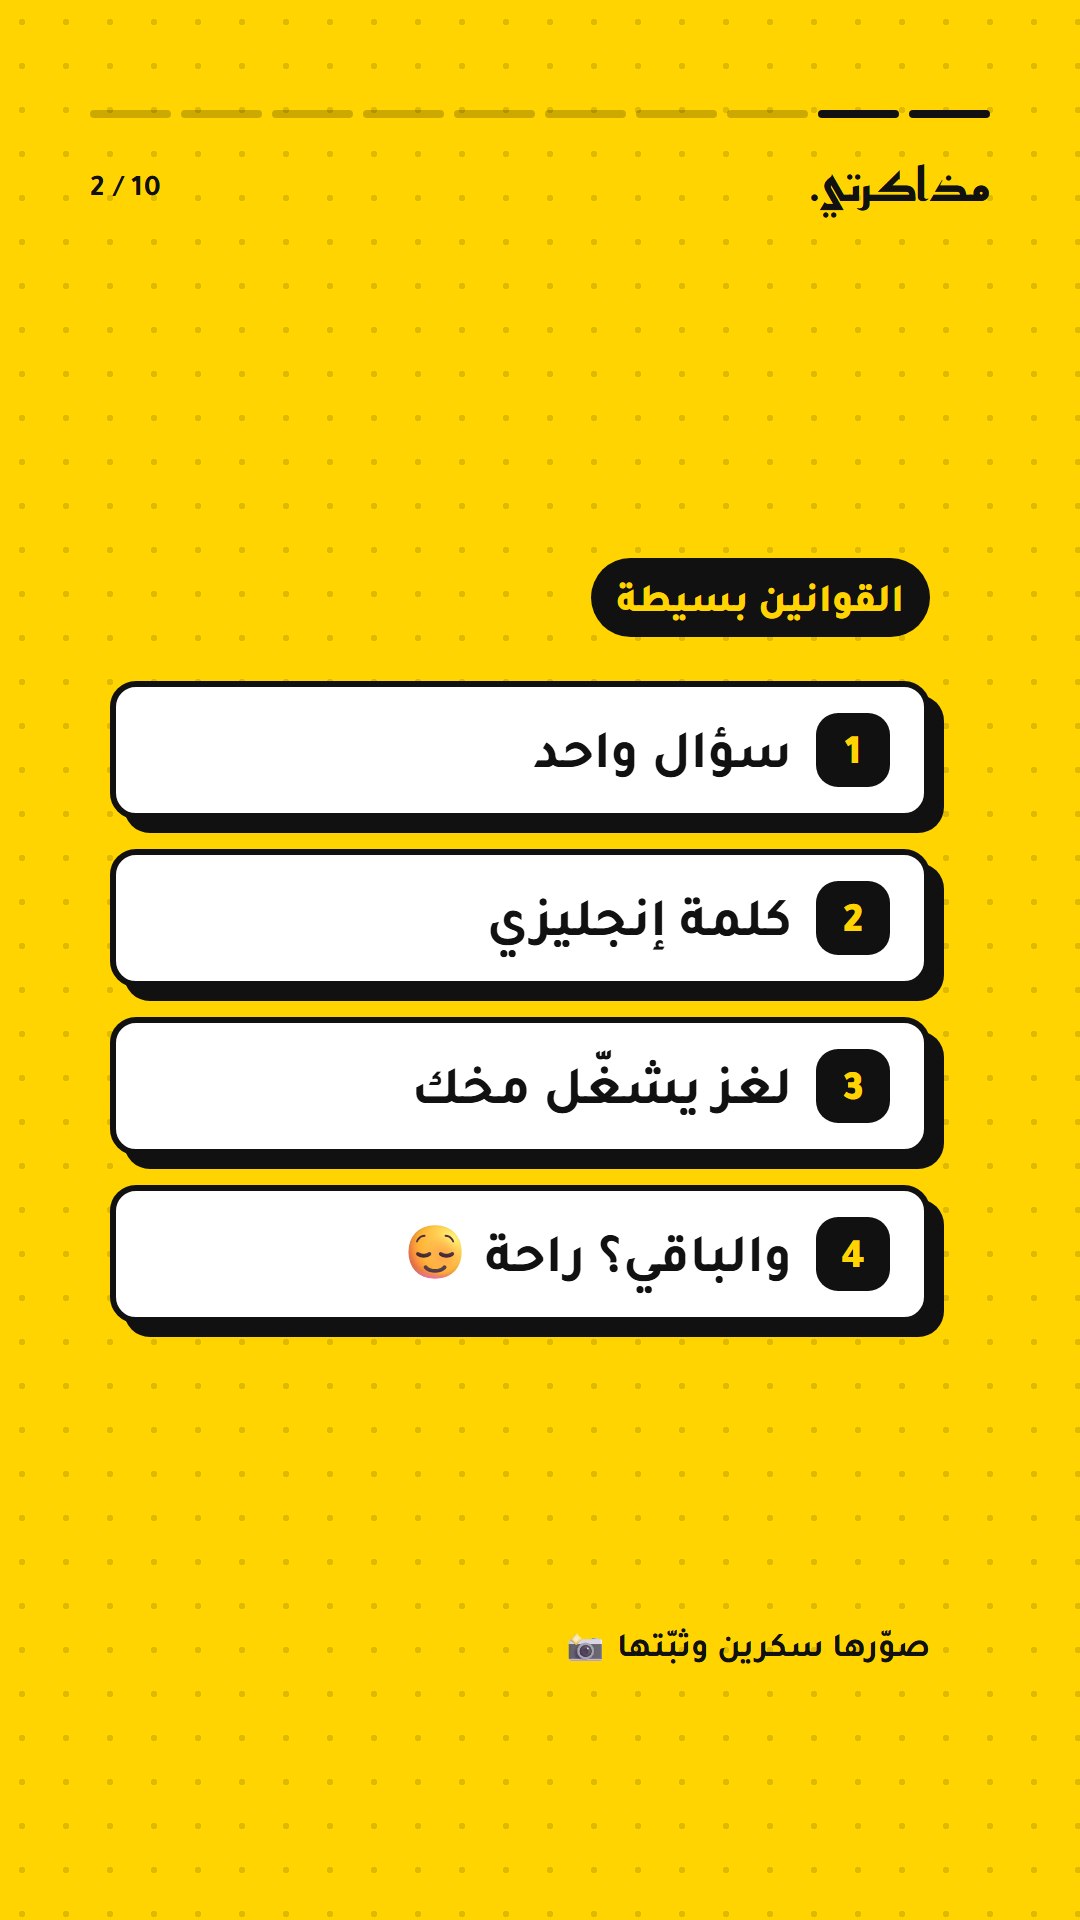 مذاكرتي.
2 / 10
القوانين بسيطة
1 سؤال واحد
2 كلمة إنجليزي
3 لغز يشغّل مخك
4 والباقي؟ راحة 😌
صوّرها سكرين وثبّتها 📸